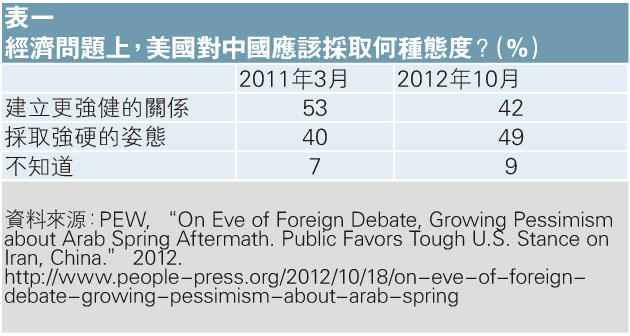 表一
經濟問題上，美國對中國應該採取何種態度？(%)
2011年3月 2012年10月
建立更強健的關係 53 42
採取強硬的姿態 40 49
不知道 7 9
資料來源：PEW, “On Eve of Foreign Debate, Growing Pessimism
about Arab Spring Aftermath. Public Favors Tough U.S. Stance on
Iran, China.” 2012.
http://www.people-press.org/2012/10/18/on-eve-of-foreign-
debate-growing-pessimism-about-arab-spring